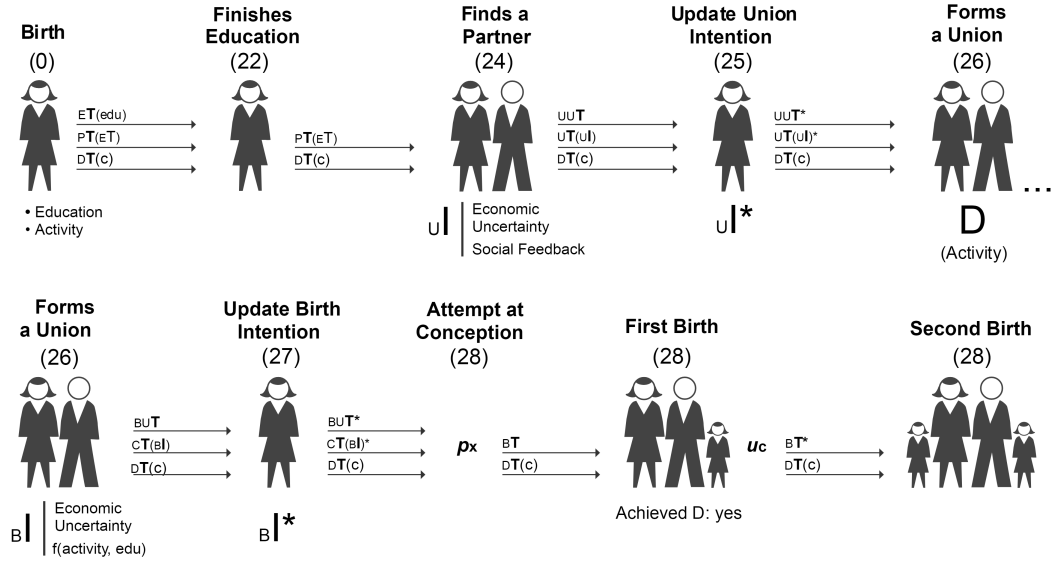 Birth
(0)
Finishes
Education
(22)
Finds a
Partner
(24)
Update Union
Intention
(25)
Forms
a Union
(26)
ET(edu)
PT(ET)
DT(c)
PT(ET)
DT(c)
UUT
UT(UI)
DT(c)
UUT*
UT(UI)*
DT(c)
...
• Education
• Activity
UI
Economic
Uncertainty
Social Feedback
UI*
D
(Activity)
Forms
a Union
(26)
Update Birth
Intention
(27)
Attempt at
Conception
(28)
First Birth
(28)
Second Birth
(28)
BUT
CT(BI)
DT(c)
BUT*
CT(BI)*
DT(c)
px
BT
DT(c)
uc
BT*
DT(c)
BI
Economic
Uncertainty
f(activity, edu)
BI*
Achieved D: yes